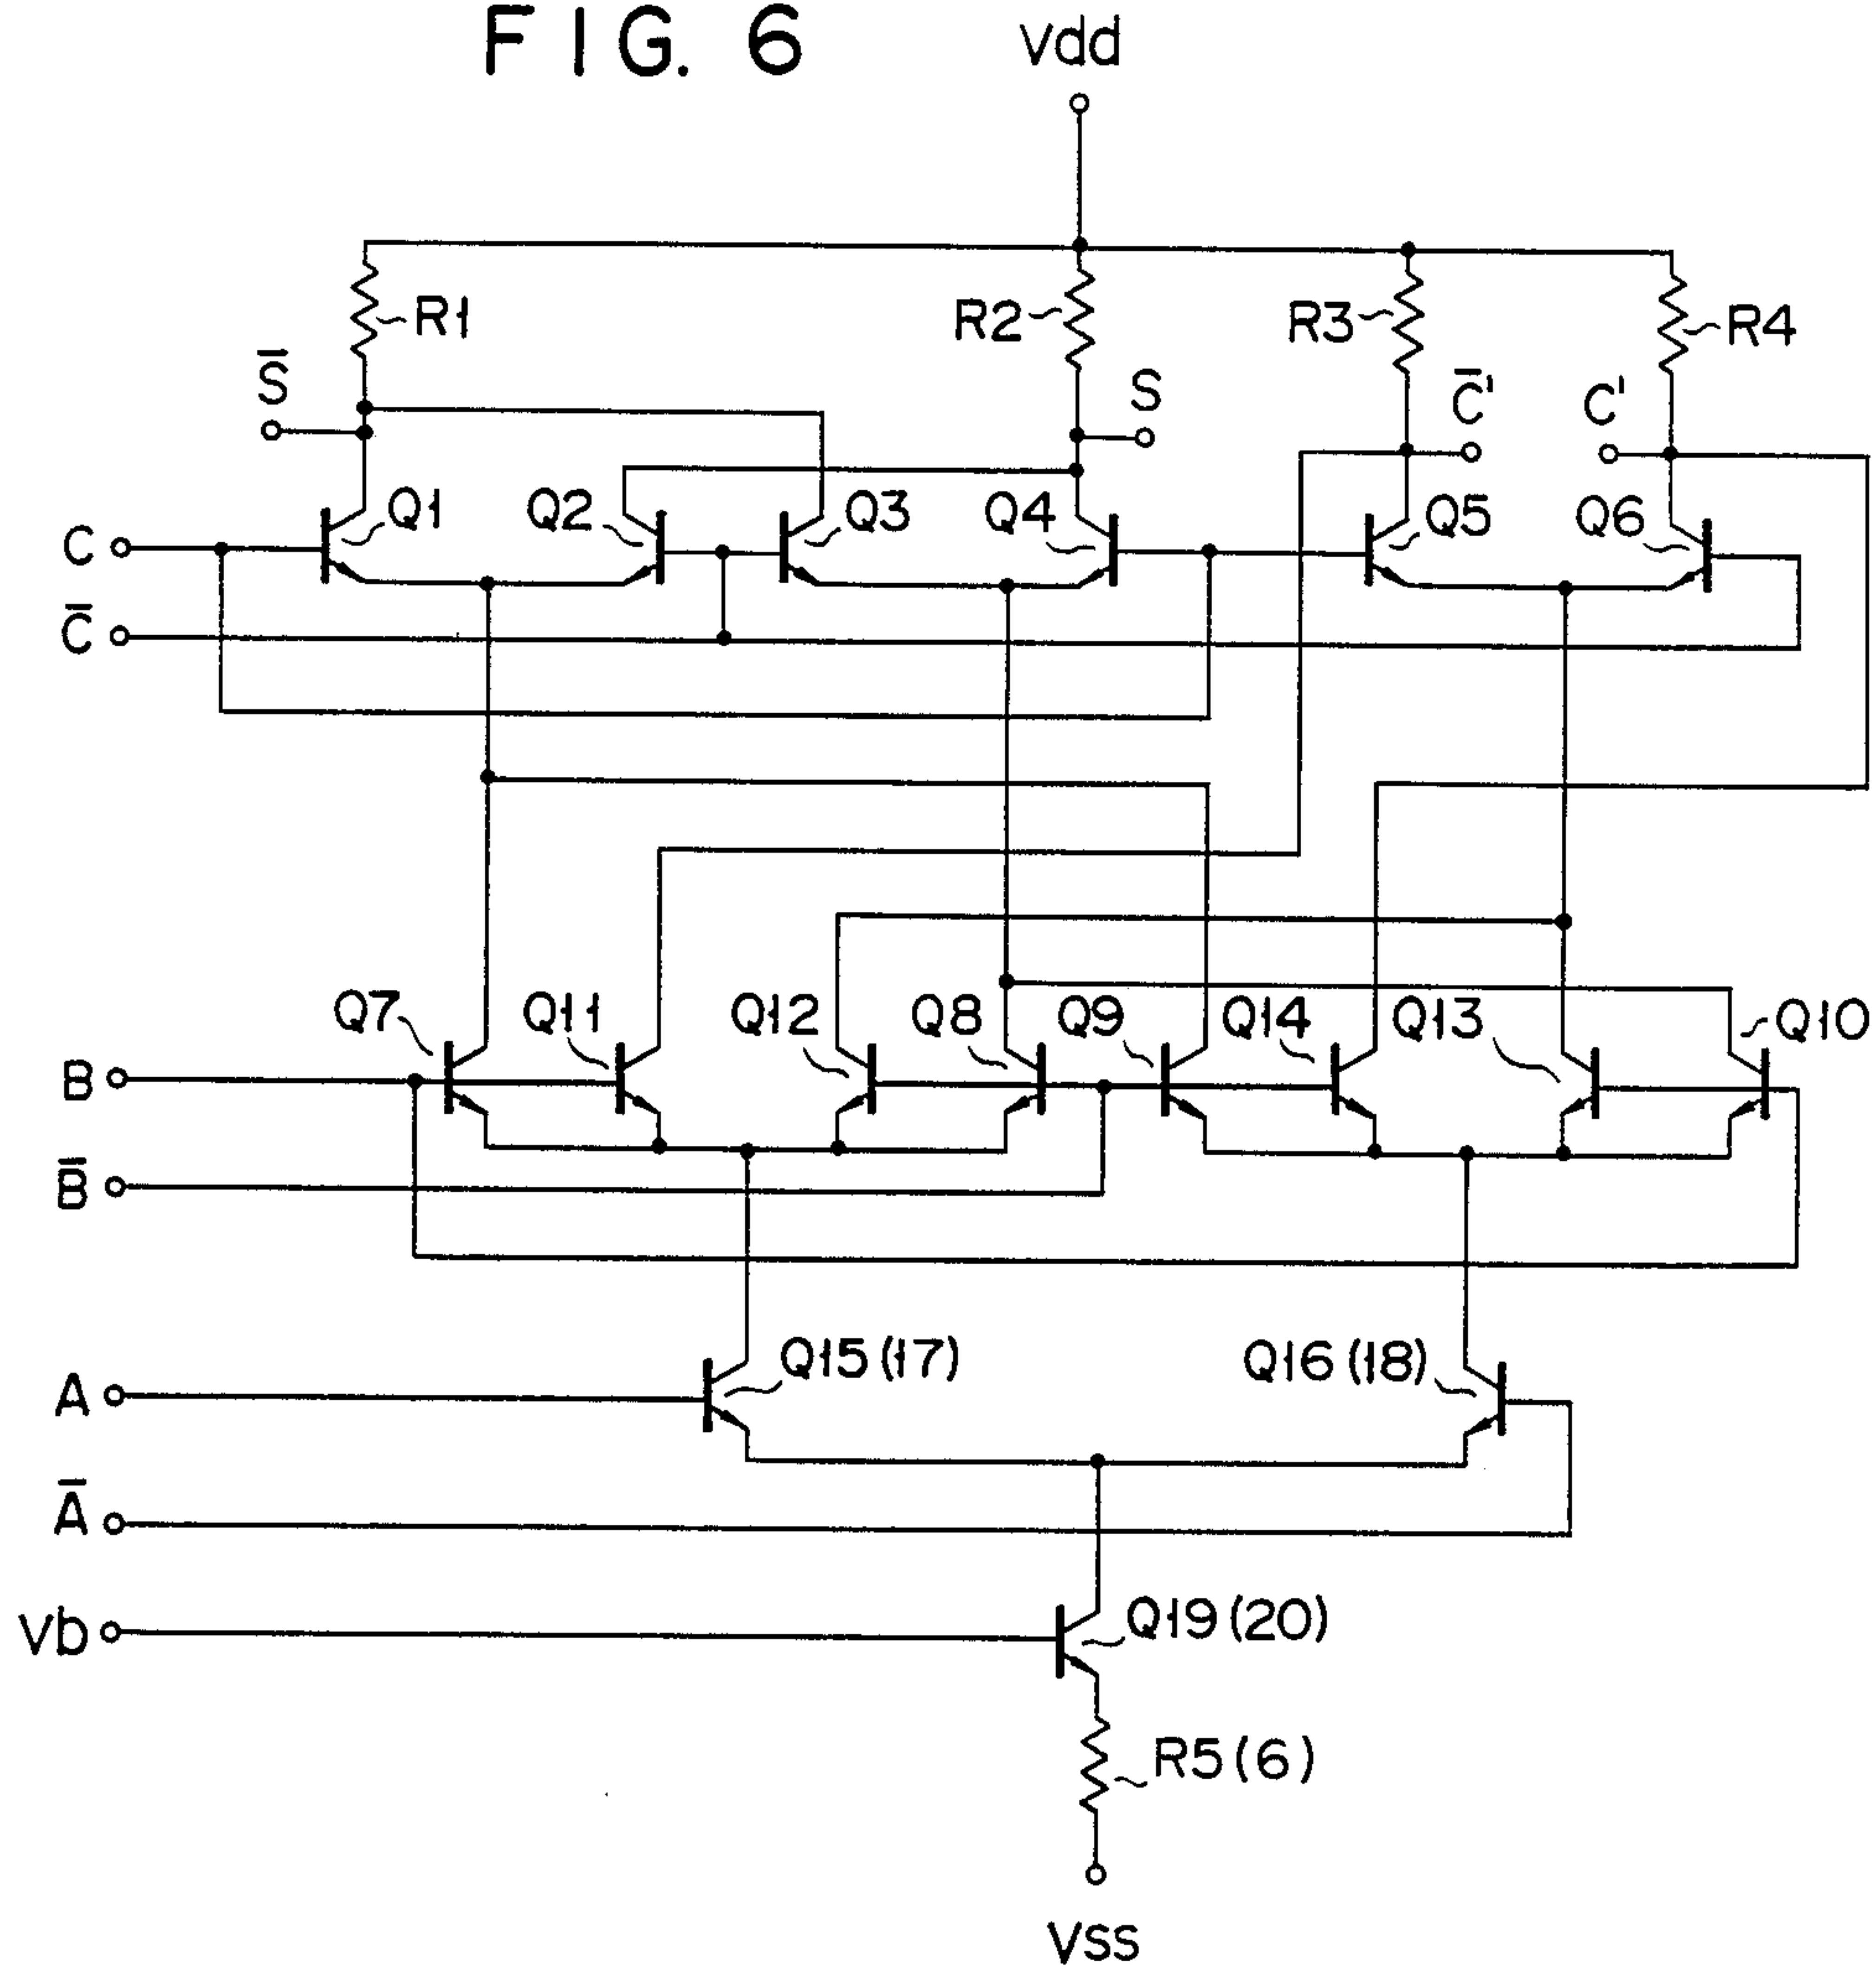 FIG. 6
Vdd
R1
R2
R3
R4
S̄
S
C̄'
C'
Q1
Q2
Q3
Q4
Q5
Q6
C
C̄
Q7
Q11
Q12
Q8
Q9
Q14
Q13
Q10
B
B̄
Q15(17)
Q16(18)
A
Ā
Q19(20)
Vb
R5(6)
Vss